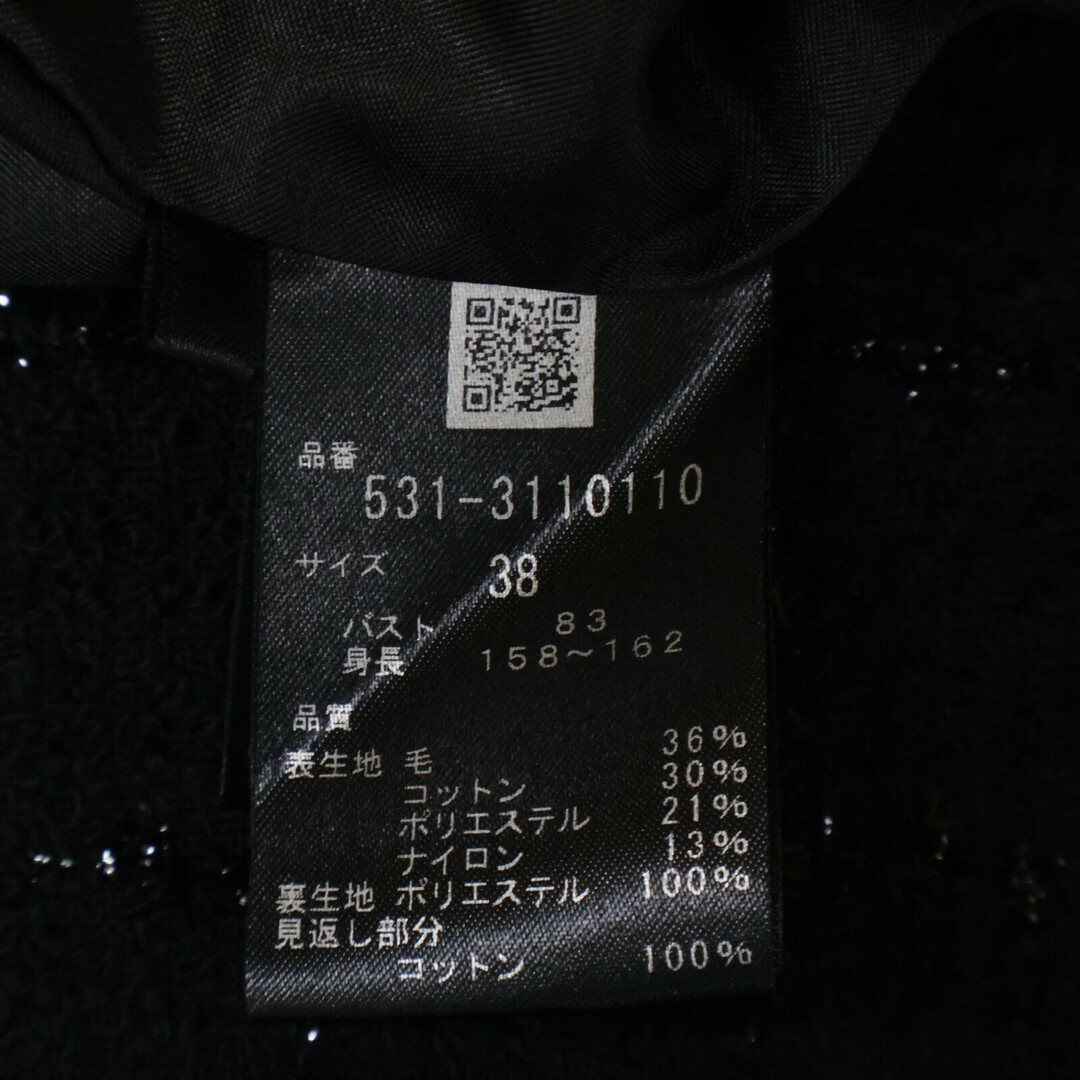 品番
531-3110110
サイズ 38
バスト 83
身長 158~162
品質
表生地 毛 36%
コットン 30%
ポリエステル 21%
ナイロン 13%
裏生地 ポリエステル 100%
見返し部分
コットン 100%